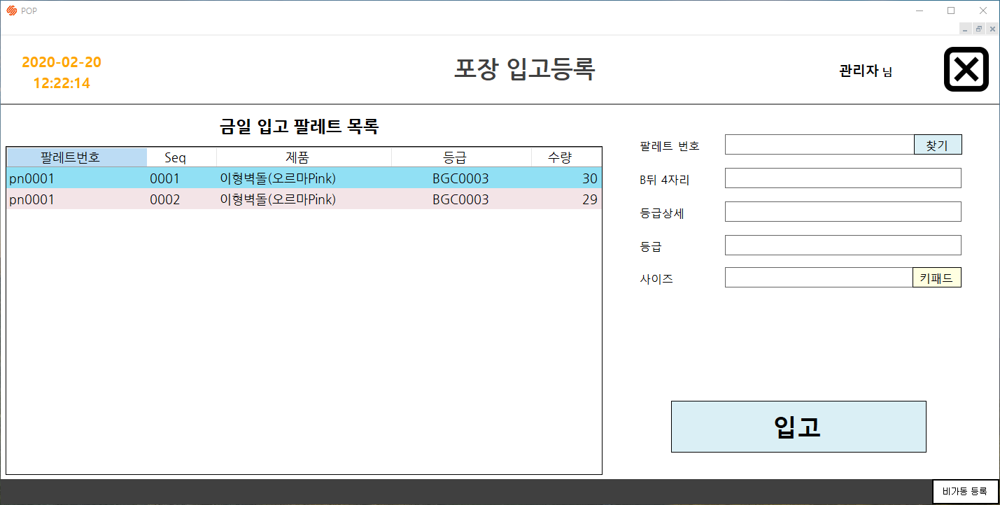 POP
2020-02-20
12:22:14
포장 입고등록
관리자 님
금일 입고 팔레트 목록
팔레트번호 Seq 제품 등급 수량
pn0001 0001 이형벽돌(오르마Pink) BGC0003 30
pn0001 0002 이형벽돌(오르마Pink) BGC0003 29
팔레트 번호 찾기
B뒤 4자리
등급상세
등급
사이즈 키패드
입고
비가동 등록